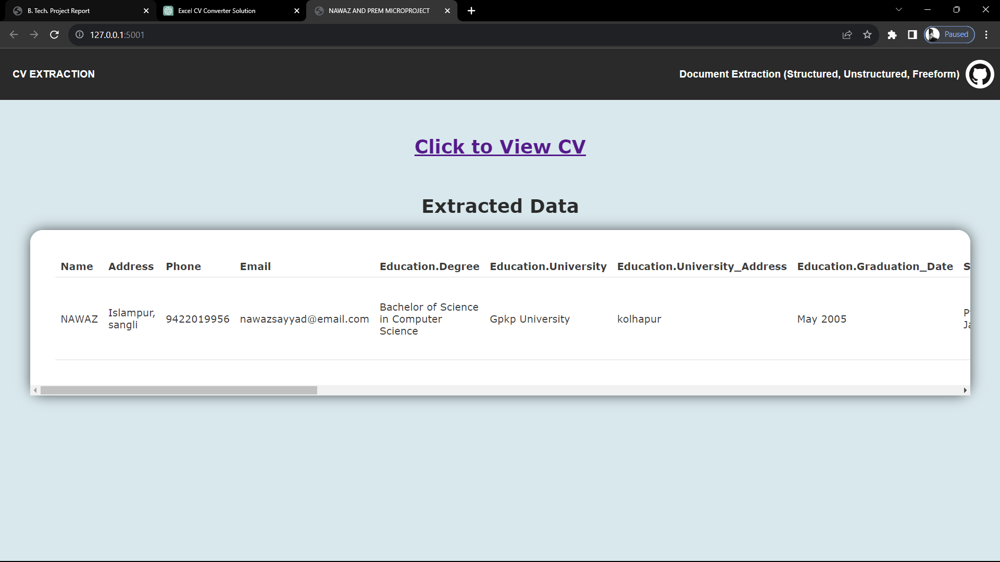 B. Tech. Project Report
Excel CV Converter Solution
NAWAZ AND PREM MICROPROJECT
127.0.0.1:5001
Paused
CV EXTRACTION
Document Extraction (Structured, Unstructured, Freeform)
Click to View CV
Extracted Data
Name Address Phone Email Education.Degree Education.University Education.University_Address Education.Graduation_Date
NAWAZ Islampur, sangli 9422019956 nawazsayyad@email.com Bachelor of Science in Computer Science Gpkp University kolhapur May 2005